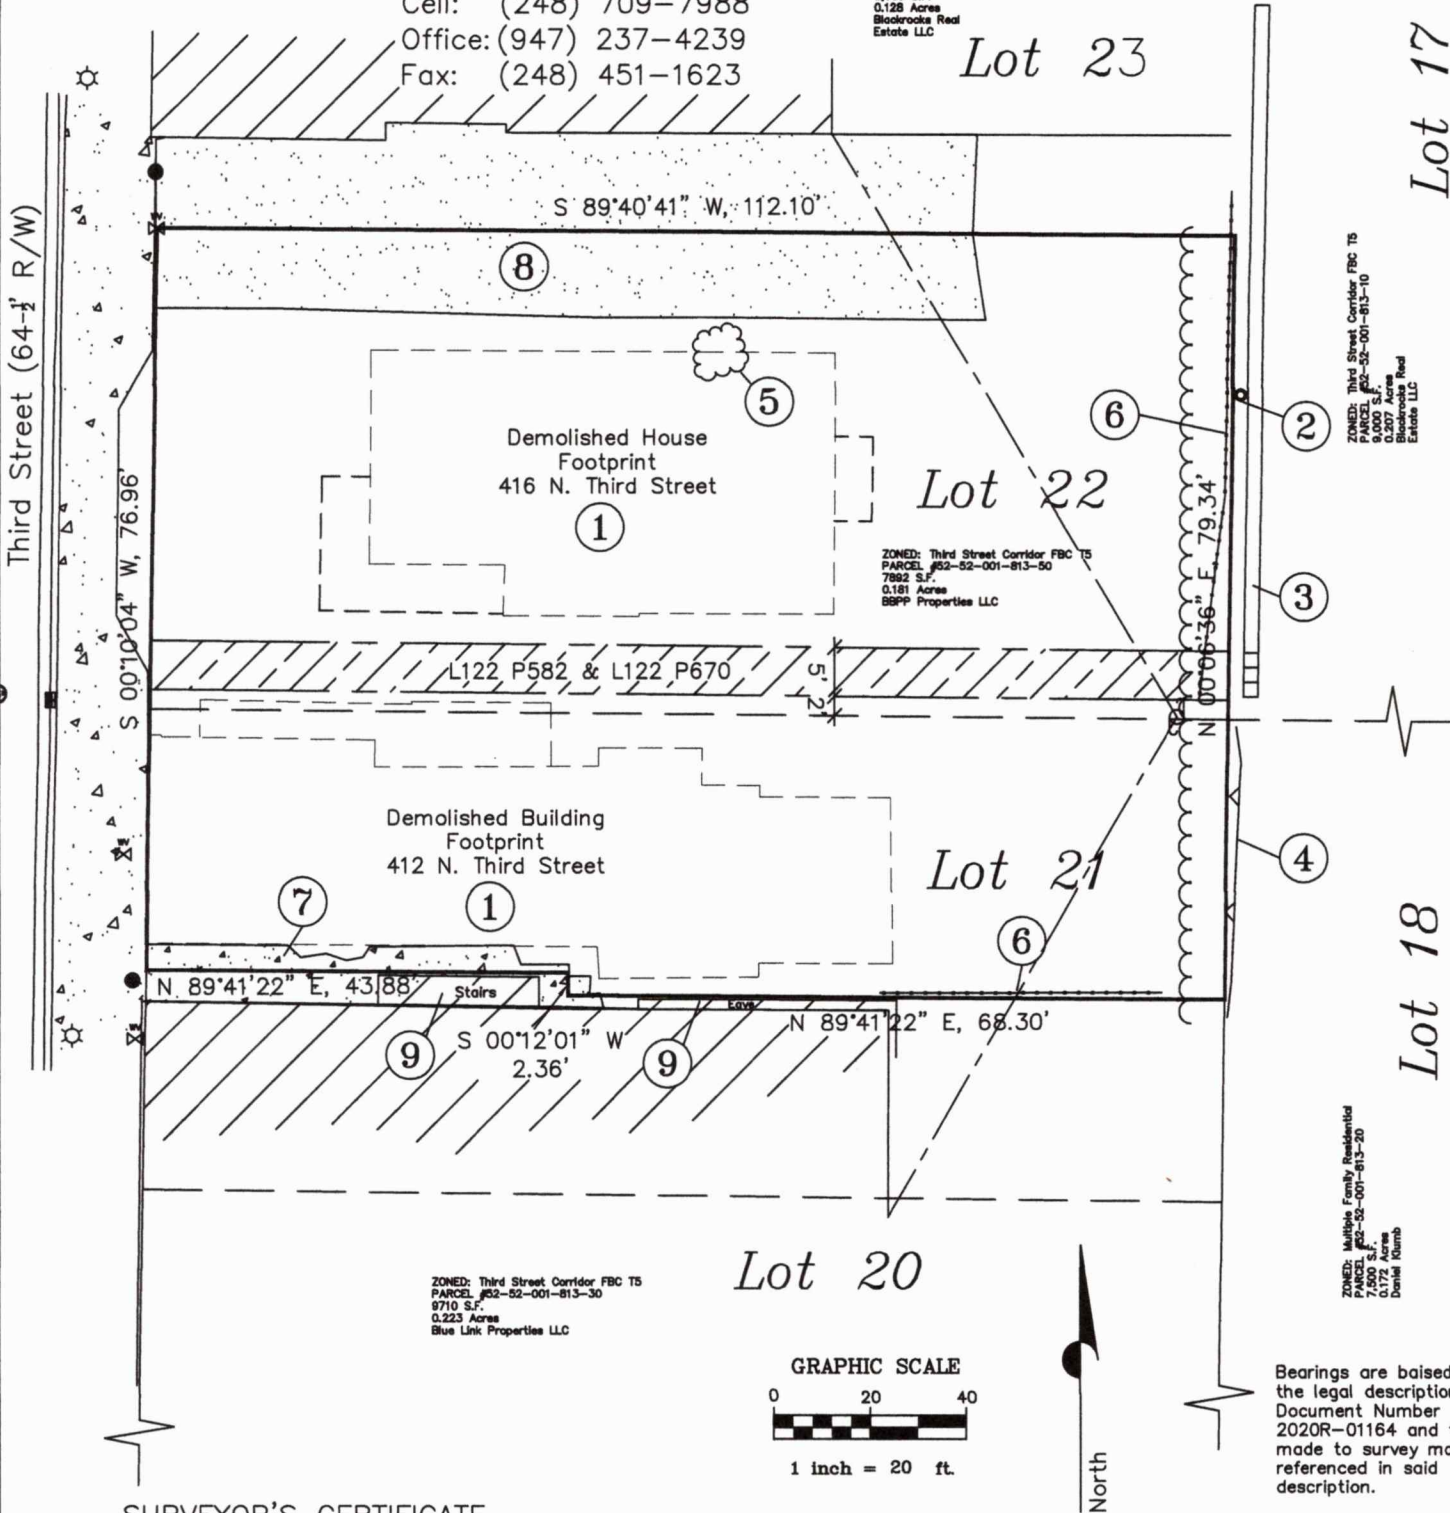 Cell: (248) 709-7988
Office: (947) 237-4239
Fax: (248) 451-1623
0.128 Acres
Blackrocks Real
Estate LLC
Lot 23
Lot 17
Third Street (64-½' R/W)
S 89°40'41" W, 112.10'
8
5
6
2
ZONED: Third Street Corridor FBC T5
PARCEL #52-52-001-813-10
9,000 S.F.
0.207 Acres
Blackrocks Real
Estate LLC
Demolished House
Footprint
416 N. Third Street
1
Lot 22
ZONED: Third Street Corridor FBC T5
PARCEL #52-52-001-813-50
7892 S.F.
0.181 Acres
BBPP Properties LLC
S 00°10'04" W, 76.96'
N 00°06'36" E, 79.34'
3
L122 P582 & L122 P670
5'
2'
Demolished Building
Footprint
412 N. Third Street
1
Lot 21
4
7
6
N 89°41'22" E, 43.88'
Stairs
Eave
N 89°41'22" E, 68.30'
S 00°12'01" W
2.36'
9
9
Lot 18
ZONED: Multiple Family Residential
PARCEL #52-52-001-813-20
7,500 S.F.
0.172 Acres
Daniel Klumb
Lot 20
ZONED: Third Street Corridor FBC T5
PARCEL #52-52-001-813-30
9710 S.F.
0.223 Acres
Blue Link Properties LLC
GRAPHIC SCALE
0 20 40
1 inch = 20 ft.
North
Bearings are baised
the legal description
Document Number
2020R-01164 and
made to survey
referenced in said
description.
SURVEYOR'S CERTIFICATE